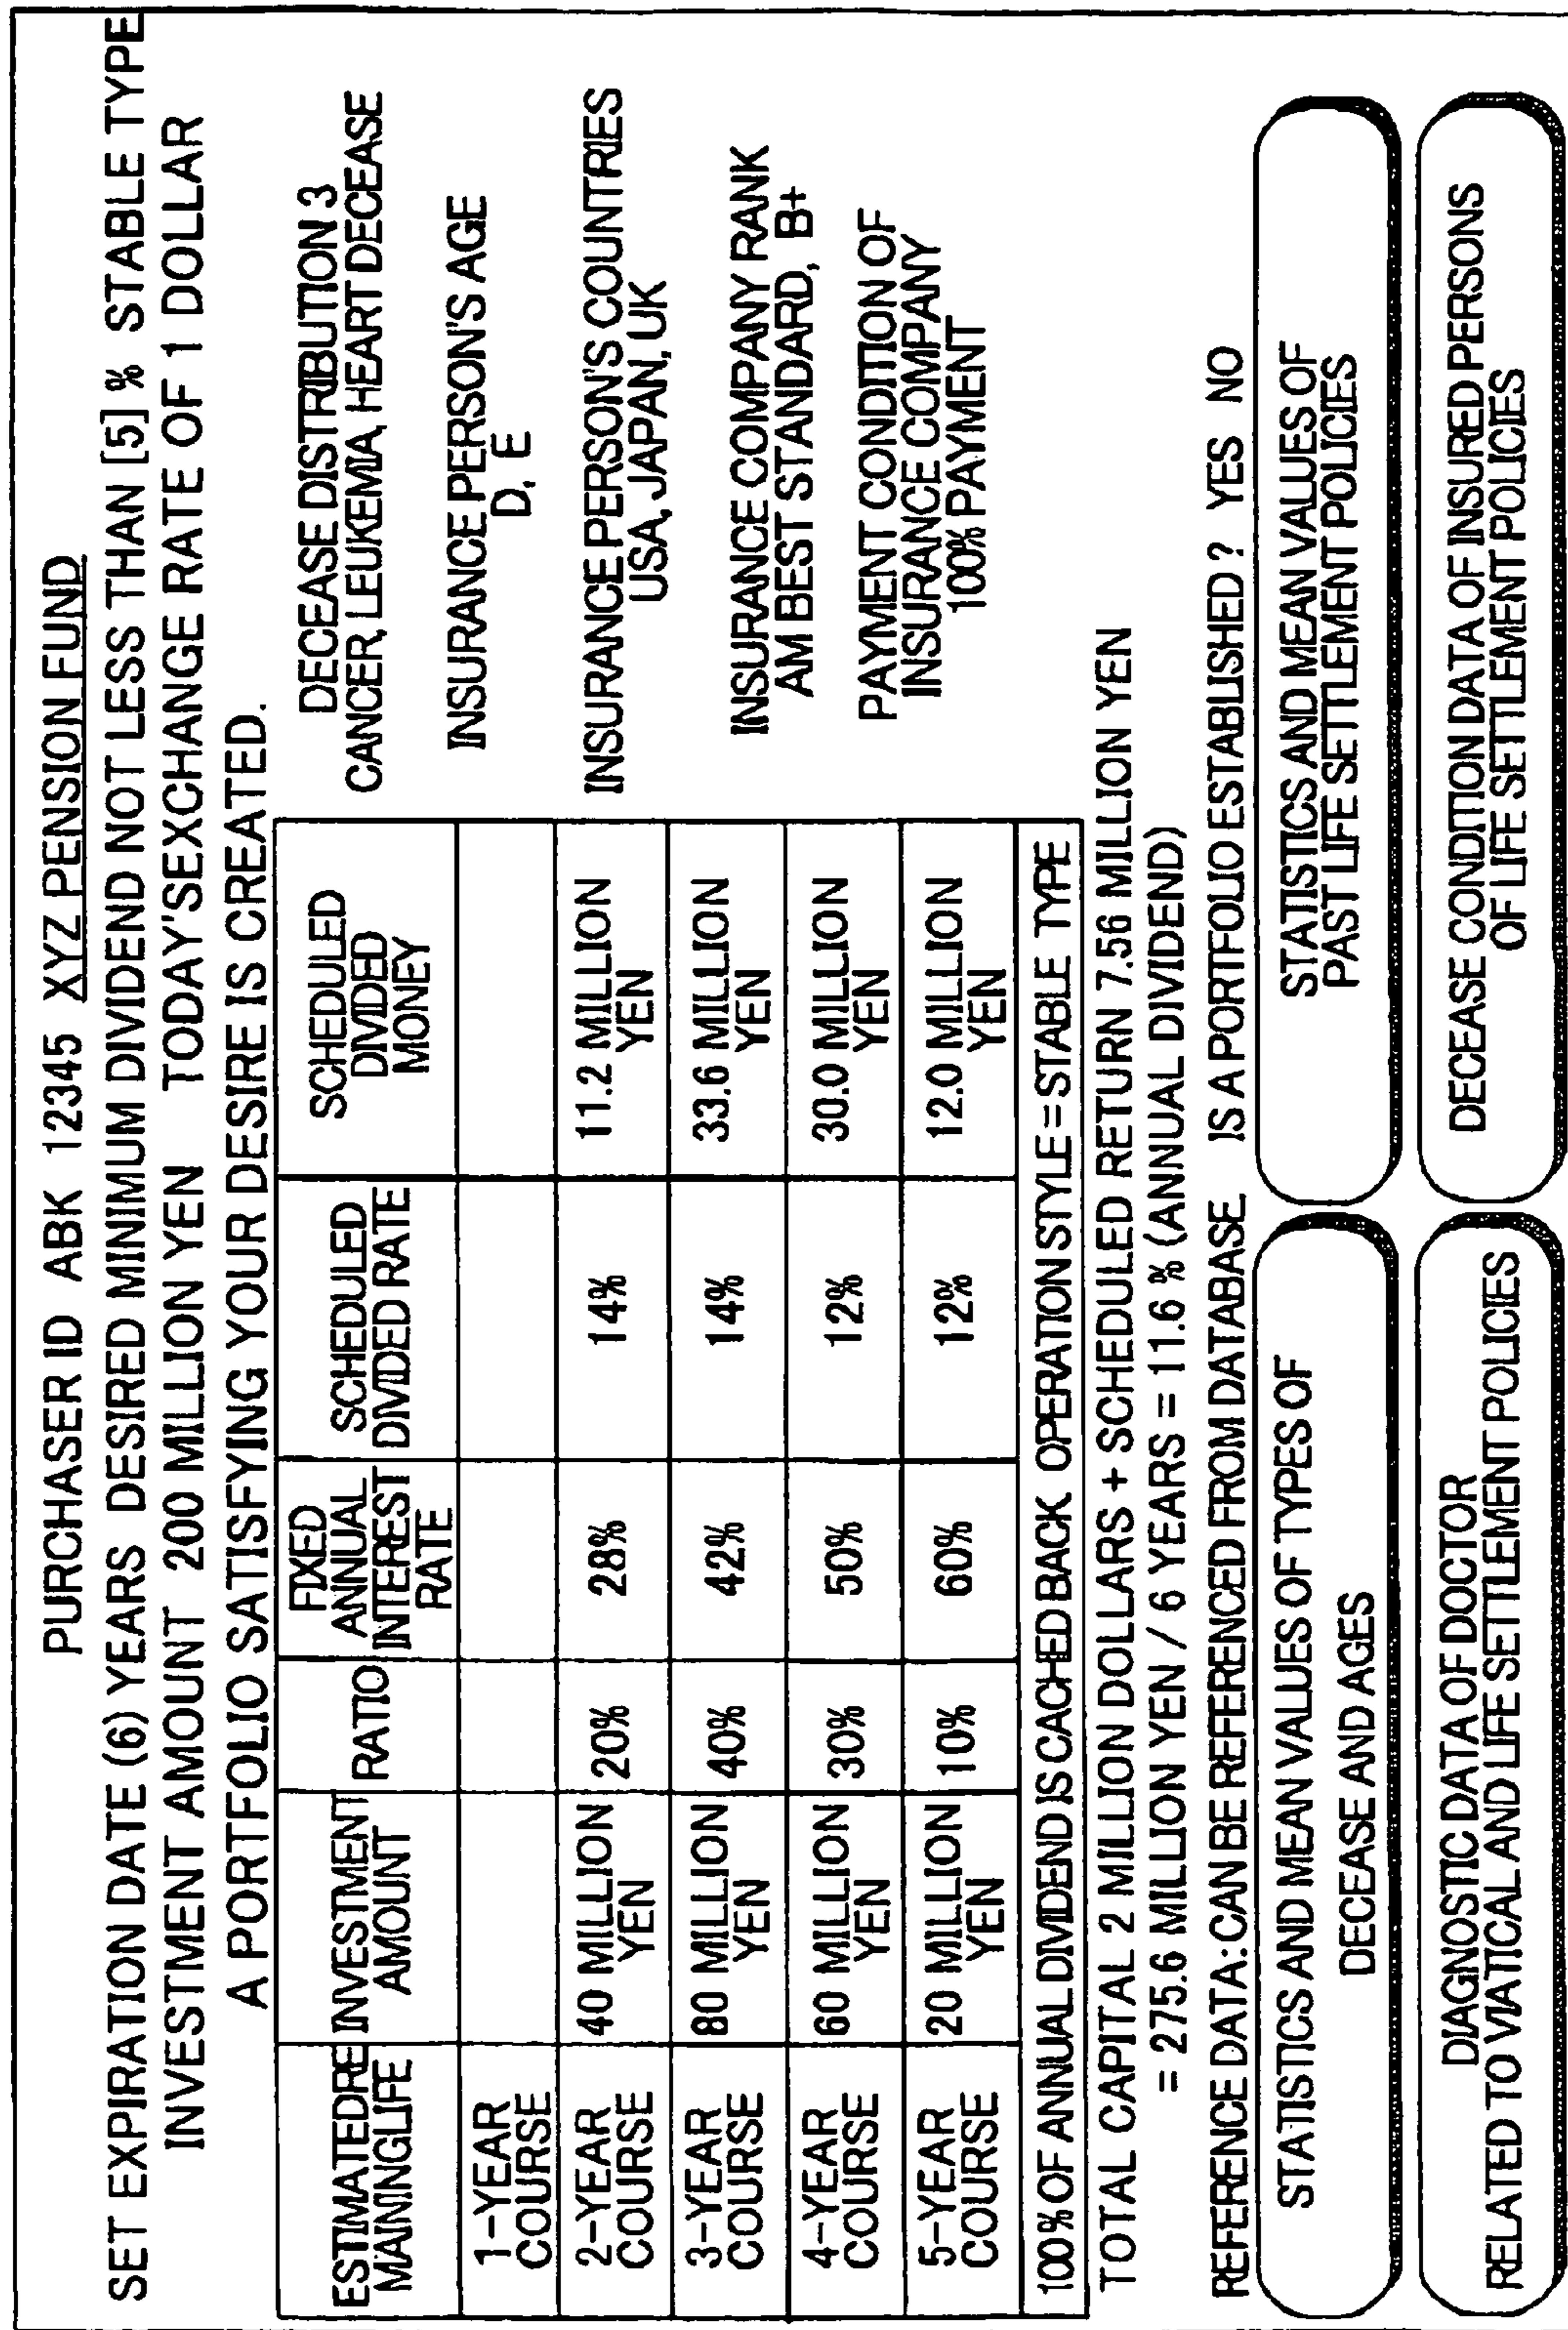 PURCHASER ID ABK 12345 XYZ PENSION FUND
SET EXPIRATION DATE (6) YEARS DESIRED MINIMUM DIVIDEND NOT LESS THAN [5] % STABLE TYPE
INVESTMENT AMOUNT 200 MILLION YEN TODAY'SEXCHANGE RATE OF 1 DOLLAR
A PORTFOLIO SATISFYING YOUR DESIRE IS CREATED.
ESTIMATEDRE
MAININGLIFE
INVESTMENT
AMOUNT
RATIO
FIXED
ANNUAL
INTEREST
RATE
SCHEDULED
DIVIDED RATE
SCHEDULED
DIVIDED
MONEY
1-YEAR
COURSE
2-YEAR
COURSE
40 MILLION
YEN
20%
28%
14%
11.2 MILLION
YEN
3-YEAR
COURSE
80 MILLION
YEN
40%
42%
14%
33.6 MILLION
YEN
4-YEAR
COURSE
60 MILLION
YEN
30%
50%
12%
30.0 MILLION
YEN
5-YEAR
COURSE
20 MILLION
YEN
10%
60%
12%
12.0 MILLION
YEN
100% OF ANNUAL DIVIDEND IS CACHED BACK OPERATION STYLE = STABLE TYPE
DECEASE DISTRIBUTION 3
CANCER, LEUKEMIA, HEART DECEASE
INSURANCE PERSON'S AGE
D, E
INSURANCE PERSON'S COUNTRIES
USA, JAPAN, UK
INSURANCE COMPANY RANK
AM BEST STANDARD, B+
PAYMENT CONDITION OF
INSURANCE COMPANY
100% PAYMENT
TOTAL CAPITAL 2 MILLION DOLLARS + SCHEDULED RETURN 7.56 MILLION YEN
= 275.6 MILLION YEN / 6 YEARS = 11.6 % (ANNUAL DIVIDEND)
REFERENCE DATA: CAN BE REFERENCED FROM DATABASE. IS A PORTFOLIO ESTABLISHED ? YES NO
STATISTICS AND MEAN VALUES OF TYPES OF
DECEASE AND AGES
STATISTICS AND MEAN VALUES OF
PAST LIFE SETTLEMENT POLICIES
DIAGNOSTIC DATA OF DOCTOR
RELATED TO VIATICAL AND LIFE SETTLEMENT POLICIES
DECEASE CONDITION DATA OF INSURED PERSONS
OF LIFE SETTLEMENT POLICIES